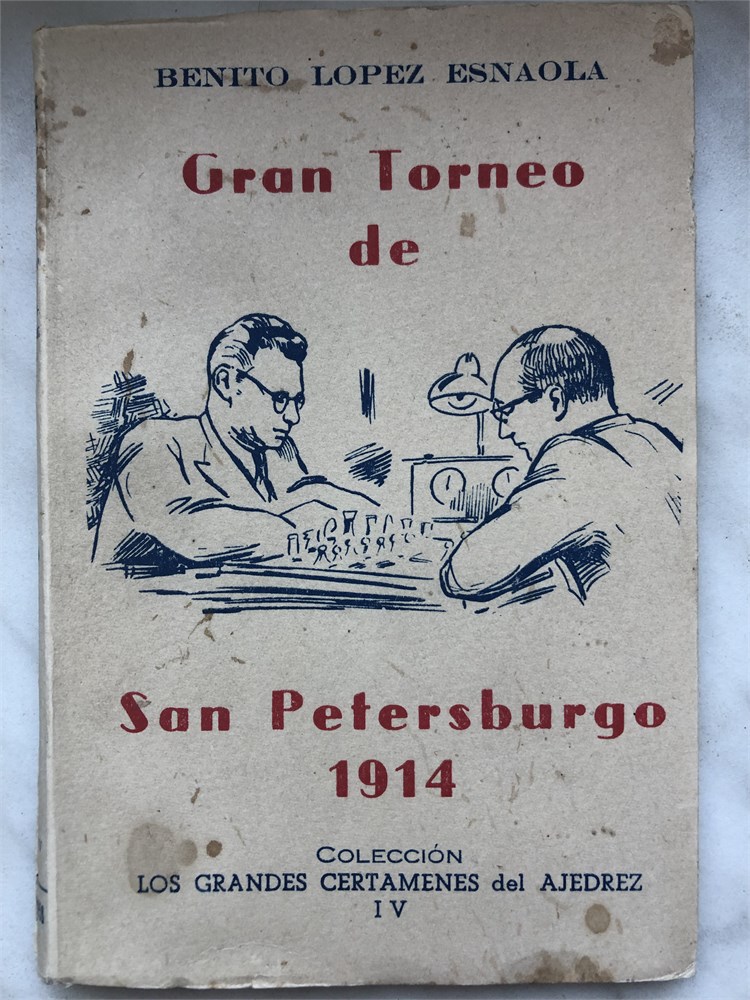 BENITO LOPEZ ESNAOLA
Gran Torneo
de
San Petersburgo
1914
COLECCIÓN
LOS GRANDES CERTAMENES del AJEDREZ
IV